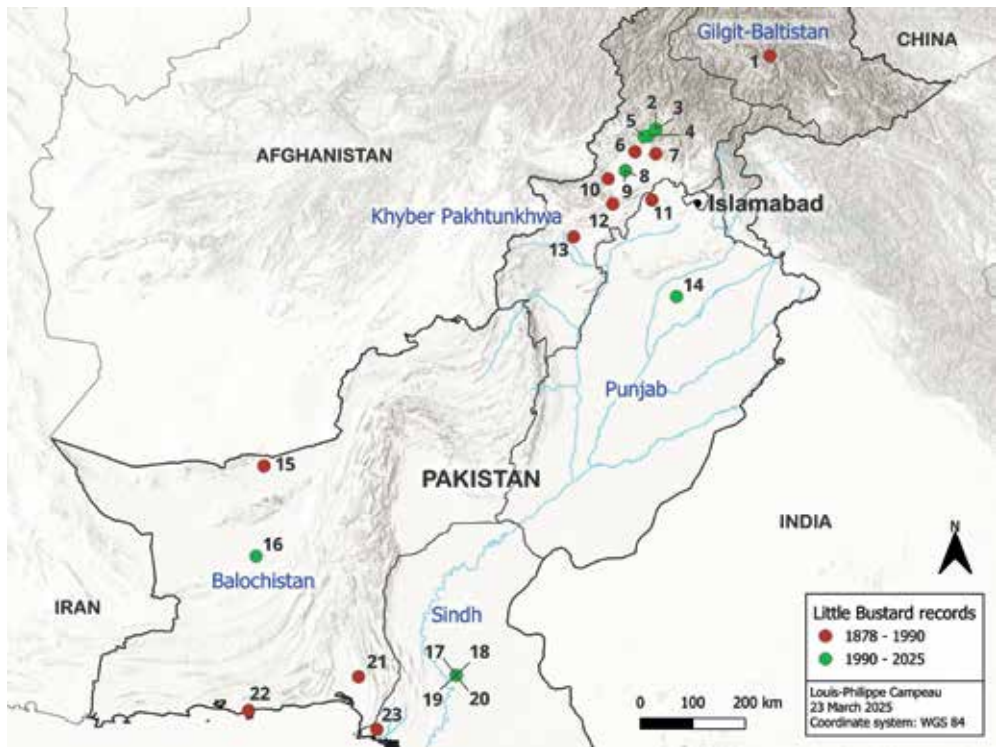 Gilgit-Baltistan
CHINA
1
2
3
5
4
AFGHANISTAN
6
7
8
10
9
11
Islamabad
Khyber Pakhtunkhwa
12
13
14
Punjab
15
PAKISTAN
INDIA
N
16
Balochistan
IRAN
Sindh
Little Bustard records
1878 - 1990
1990 - 2025
17
18
21
19
20
22
23
Louis-Philippe Campeau
23 March 2025
Coordinate system: WGS 84
0 100 200 km